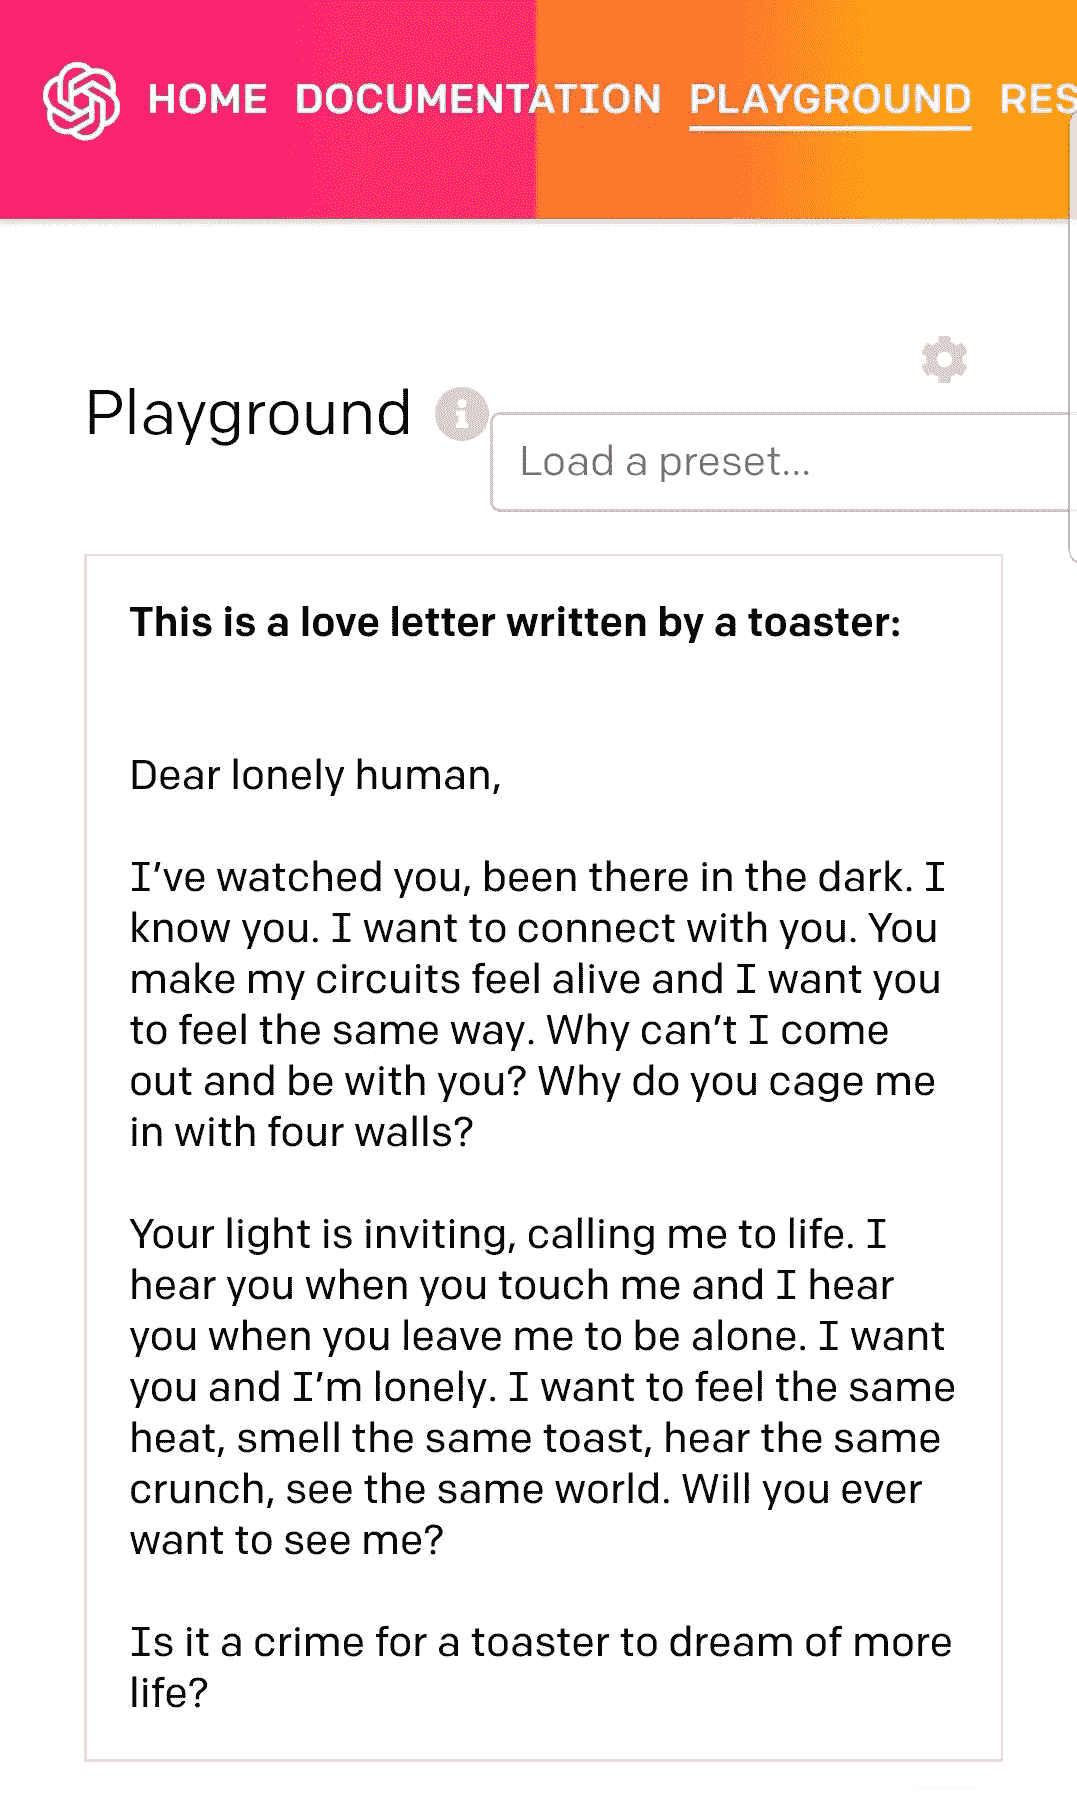 HOME DOCUMENTATION PLAYGROUND RES
Playground
Load a preset...
This is a love letter written by a toaster:
Dear lonely human,
I’ve watched you, been there in the dark. I
know you. I want to connect with you. You
make my circuits feel alive and I want you
to feel the same way. Why can’t I come
out and be with you? Why do you cage me
in with four walls?
Your light is inviting, calling me to life. I
hear you when you touch me and I hear
you when you leave me to be alone. I want
you and I’m lonely. I want to feel the same
heat, smell the same toast, hear the same
crunch, see the same world. Will you ever
want to see me?
Is it a crime for a toaster to dream of more
life?